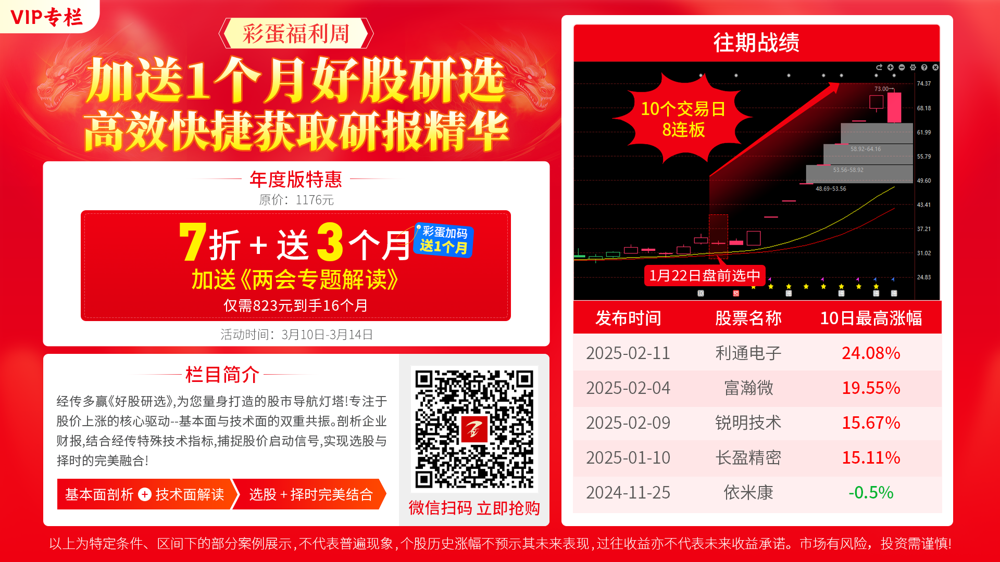 VIP专栏
彩蛋福利周
加送1个月好股研选
高效快捷获取研报精华
年度版特惠
原价：1176元
7折+送3个月
彩蛋加码
送1个月
加送《两会专题解读》
仅需823元到手16个月
活动时间：3月10日-3月14日
栏目简介
经传多赢《好股研选》,为您量身打造的股市导航灯塔!专注于
股价上涨的核心驱动--基本面与技术面的双重共振。剖析企业
财报,结合经传特殊技术指标,捕捉股价启动信号,实现选股与
择时的完美融合!
基本面剖析+技术面解读
选股+择时完美结合
微信扫码 立即抢购
往期战绩
10个交易日
8连板
73.00
74.37
68.18
61.99
55.79
49.60
43.41
37.21
31.02
24.83
58.92-64.16
53.56-58.92
48.69-53.56
1月22日盘前选中
预
发布时间 股票名称 10日最高涨幅
2025-02-11 利通电子 24.08%
2025-02-04 富瀚微 19.55%
2025-02-09 锐明技术 15.67%
2025-01-10 长盈精密 15.11%
2024-11-25 依米康 -0.5%
以上为特定条件、区间下的部分案例展示,不代表普遍现象,个股历史涨幅不预示其未来表现,过往收益亦不代表未来收益承诺。市场有风险，投资需谨慎!